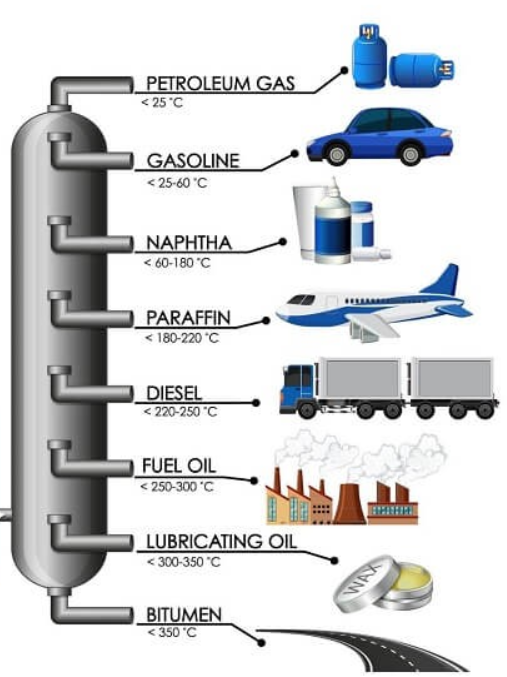 PETROLEUM GAS
< 25 °C
GASOLINE
< 25-60 °C
NAPHTHA
< 60-180 °C
PARAFFIN
< 180-220 °C
DIESEL
< 220-250 °C
FUEL OIL
< 250-300 °C
LUBRICATING OIL
< 300-350 °C
WAX
BITUMEN
< 350 °C